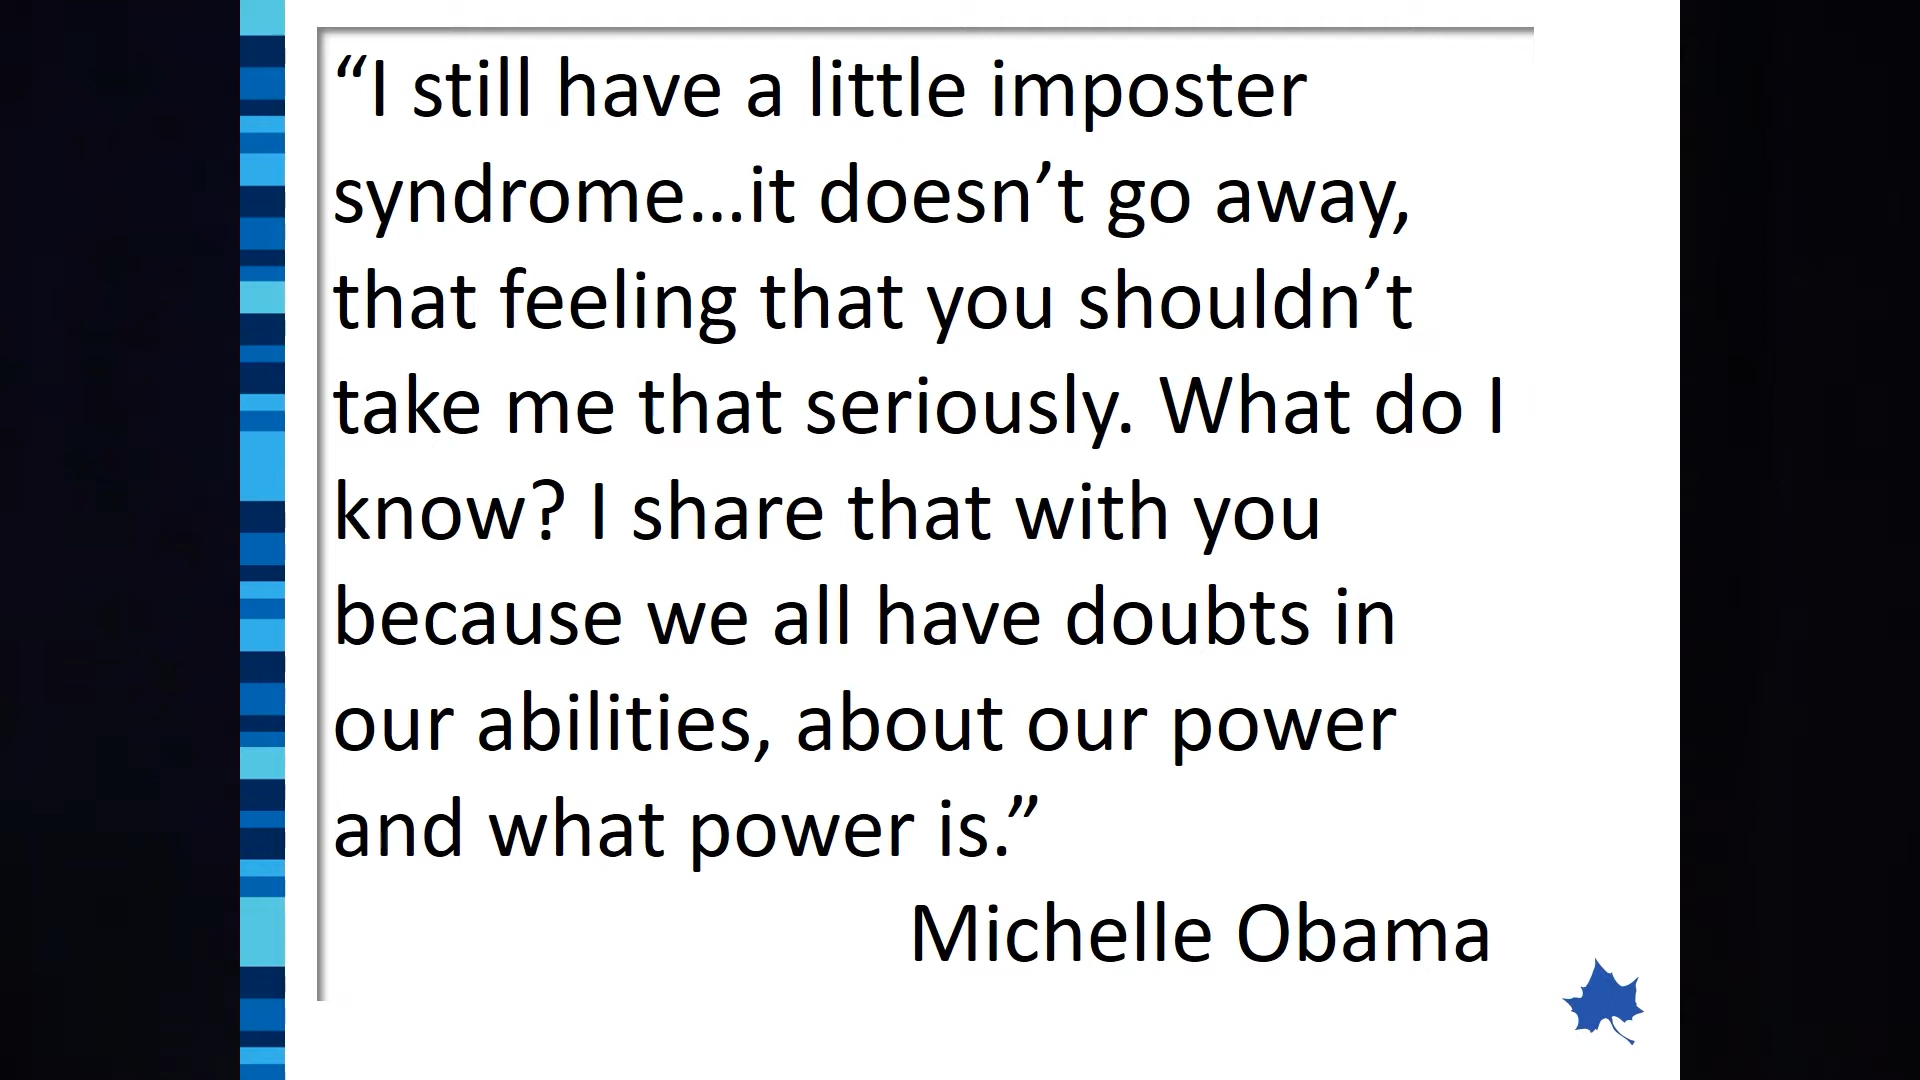 “I still have a little imposter
syndrome…it doesn’t go away,
that feeling that you shouldn’t
take me that seriously. What do I
know? I share that with you
because we all have doubts in
our abilities, about our power
and what power is.”
Michelle Obama